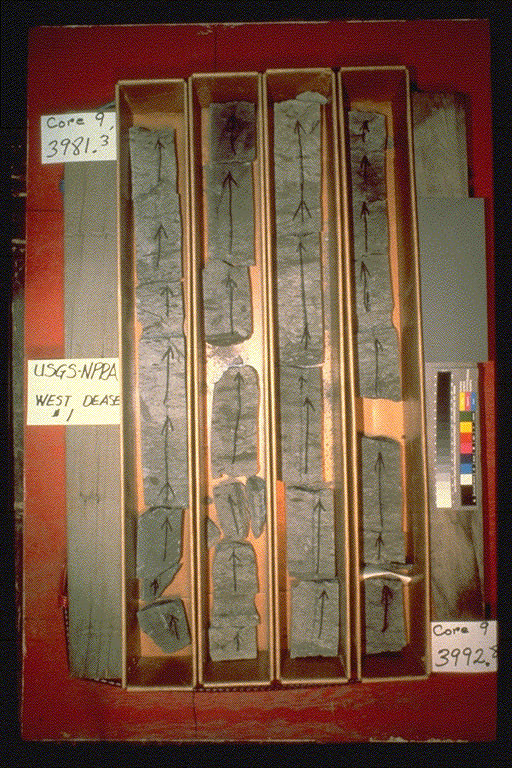 Core 9,
3981.3'
USGS-NPRA
WEST DEASE
#1
Core 9
3992.8